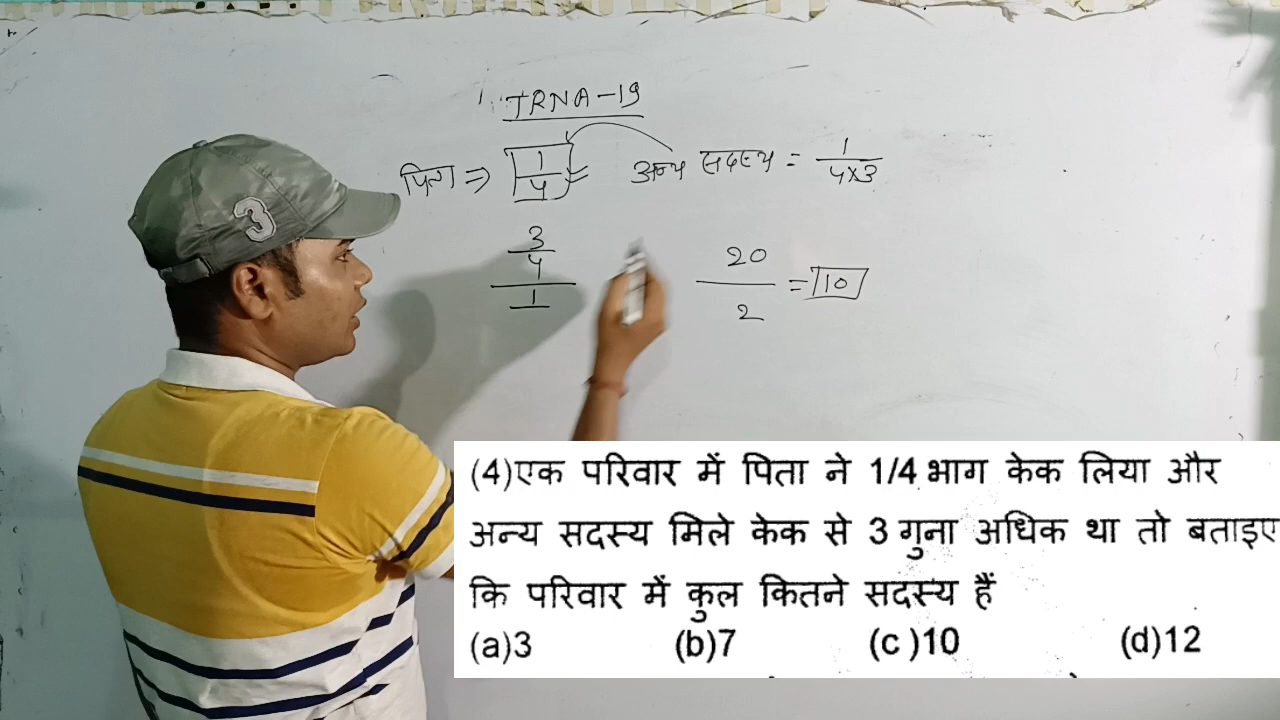 TRNA-19
पिता ⇒ 1/4 अन्य सदस्य = 1/4×3
3/4 / 1
20/2 = 10
3
(4)एक परिवार में पिता ने 1/4 भाग केक लिया और
अन्य सदस्य मिले केक से 3 गुना अधिक था तो बताइए
कि परिवार में कुल कितने सदस्य हैं
(a)3 (b)7 (c)10 (d)12